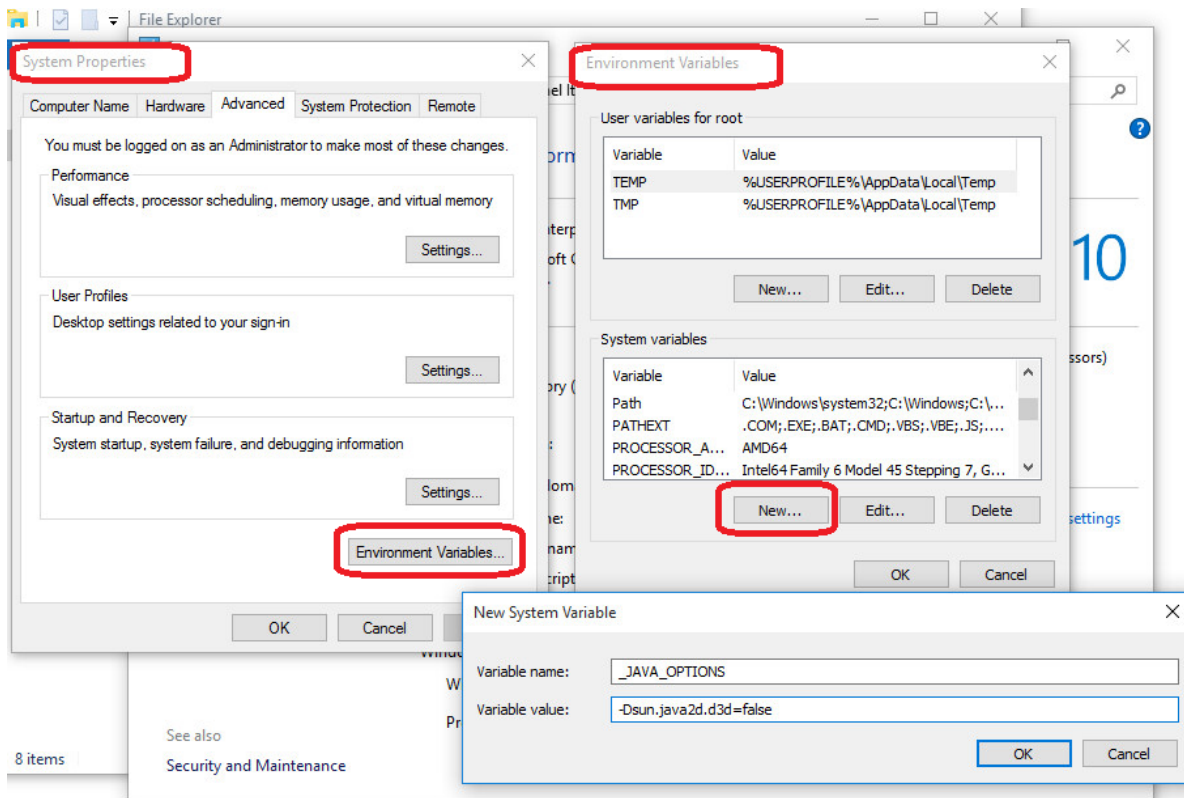 File Explorer
System Properties
Computer Name Hardware Advanced System Protection Remote
You must be logged on as an Administrator to make most of these changes.
Performance
Visual effects, processor scheduling, memory usage, and virtual memory
Settings...
User Profiles
Desktop settings related to your sign-in
Settings...
Startup and Recovery
System startup, system failure, and debugging information
Settings...
Environment Variables...
OK Cancel
Environment Variables
User variables for root
Variable Value
TEMP %USERPROFILE%\AppData\Local\Temp
TMP %USERPROFILE%\AppData\Local\Temp
New... Edit... Delete
System variables
Variable Value
Path C:\Windows\system32;C:\Windows;C:\...
PATHEXT .COM;.EXE;.BAT;.CMD;.VBS;.VBE;.JS;....
PROCESSOR_A... AMD64
PROCESSOR_ID... Intel64 Family 6 Model 45 Stepping 7, G...
New... Edit... Delete
OK Cancel
10
ssors)
settings
New System Variable
Variable name: _JAVA_OPTIONS
Variable value: -Dsun.java2d.d3d=false
OK Cancel
See also
Security and Maintenance
8 items